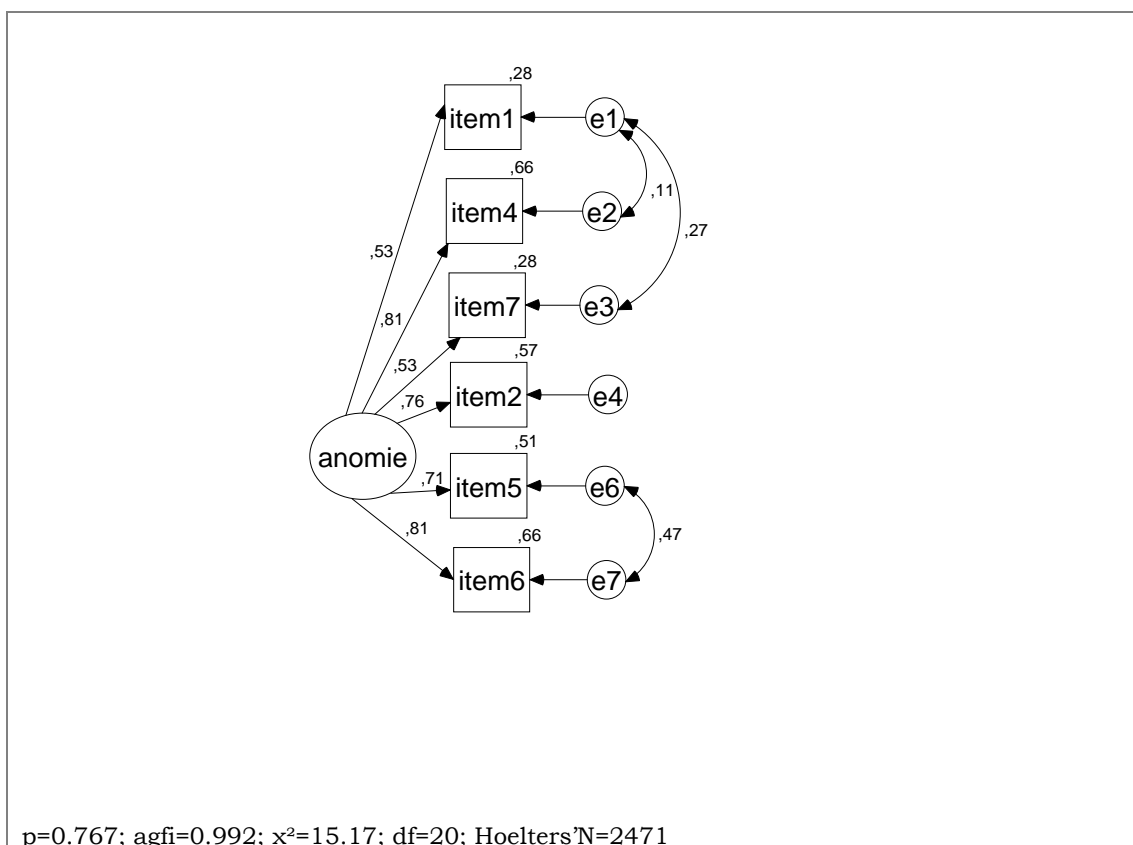 ,28
item1
e1
,66
,11
item4
e2
,27
,53
,28
item7
e3
,81
,57
,53
item2
e4
,76
,51
anomie
,71
item5
e6
,81
,66
,47
item6
e7
p=0.767; agfi=0.992; x²=15.17; df=20; Hoelters'N=2471